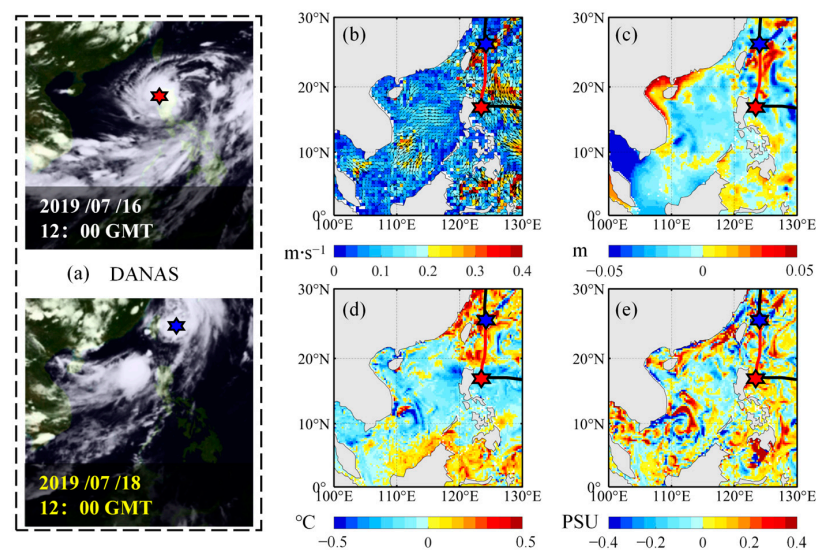 2019 /07 /16
12: 00 GMT
(a) DANAS
2019 /07 /18
12: 00 GMT
(b)
30°N
20°N
10°N
0°
100°E 110°E 120°E 130°E
m·s⁻¹
0 0.1 0.2 0.3 0.4
(c)
30°N
20°N
10°N
0°
100°E 110°E 120°E 130°E
m
−0.05 0 0.05
(d)
30°N
20°N
10°N
0°
100°E 110°E 120°E 130°E
°C
−0.5 0 0.5
(e)
30°N
20°N
10°N
0°
100°E 110°E 120°E 130°E
PSU
−0.4 −0.2 0 0.2 0.4